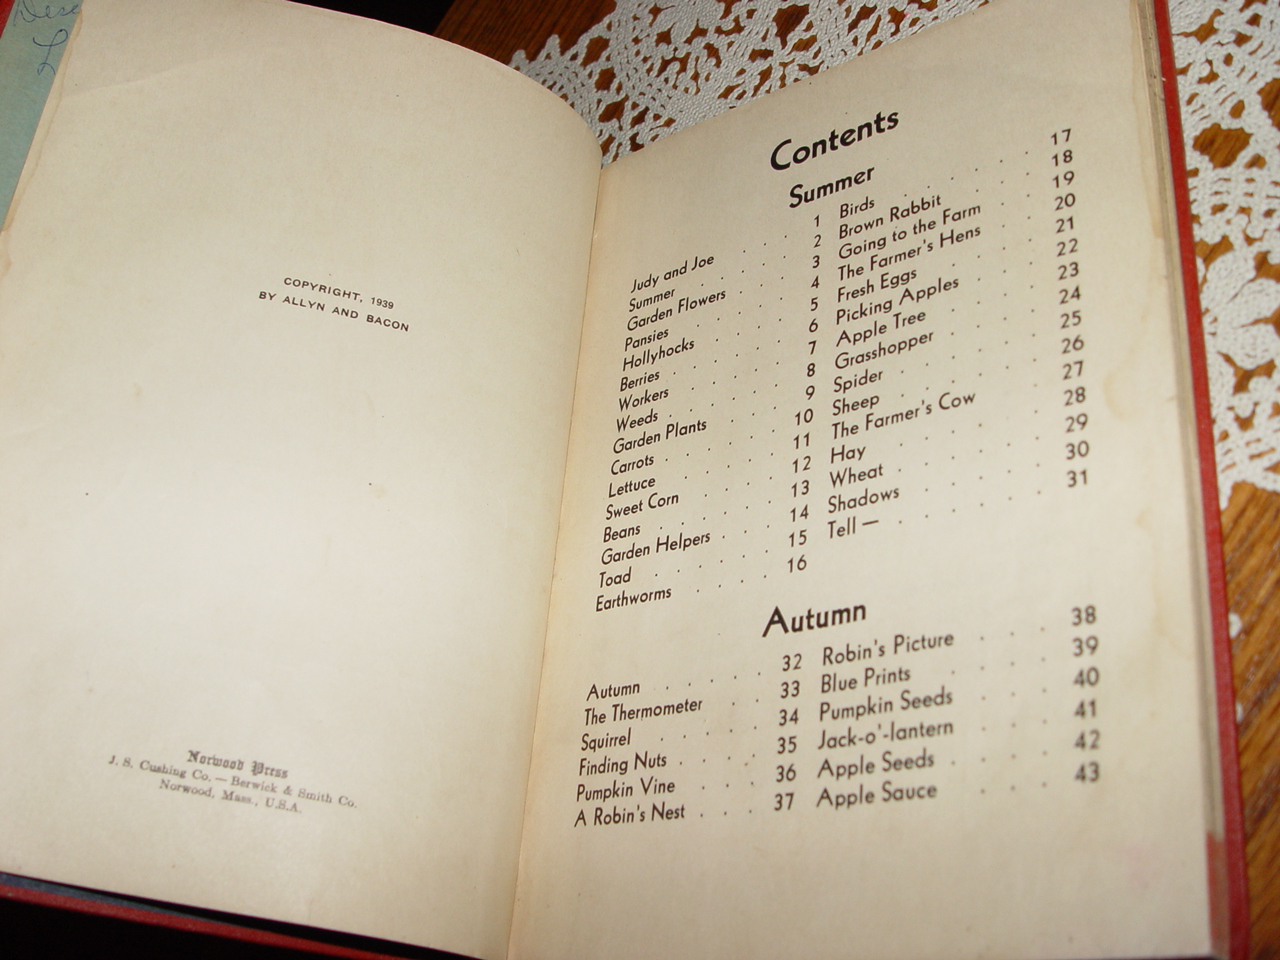 COPYRIGHT, 1939
BY ALLYN AND BACON
Norwood Press
J. S. Cushing Co. — Berwick & Smith Co.
Norwood, Mass., U.S.A.
Contents
Summer
Judy and Joe . . . 1
Summer . . . . 2
Garden Flowers . . . 3
Pansies . . . . 4
Hollyhocks . . . . 5
Berries . . . . . 6
Workers . . . . 7
Weeds . . . . . 8
Garden Plants . . . 9
Carrots . . . . . 10
Lettuce . . . . 11
Sweet Corn . . . . 12
Beans . . . . . 13
Garden Helpers . . . 14
Toad . . . . . 15
Earthworms . . . . 16
Birds . . . . . 17
Brown Rabbit . . . 18
Going to the Farm . . 19
The Farmer's Hens . . 20
Fresh Eggs . . . . 21
Picking Apples . . . 22
Apple Tree . . . . 23
Grasshopper . . . 24
Spider . . . . . 25
Sheep . . . . . 26
The Farmer's Cow . . 27
Hay . . . . . 28
Wheat . . . . . 29
Shadows . . . . 30
Tell — . . . . . 31
Autumn
Autumn . . . . 32
The Thermometer . . 33
Squirrel . . . . . 34
Finding Nuts . . . . 35
Pumpkin Vine . . . 36
A Robin's Nest . . . 37
Robin's Picture . . . 38
Blue Prints . . . . 39
Pumpkin Seeds . . . 40
Jack-o'-lantern . . . 41
Apple Seeds . . . 42
Apple Sauce . . . 43